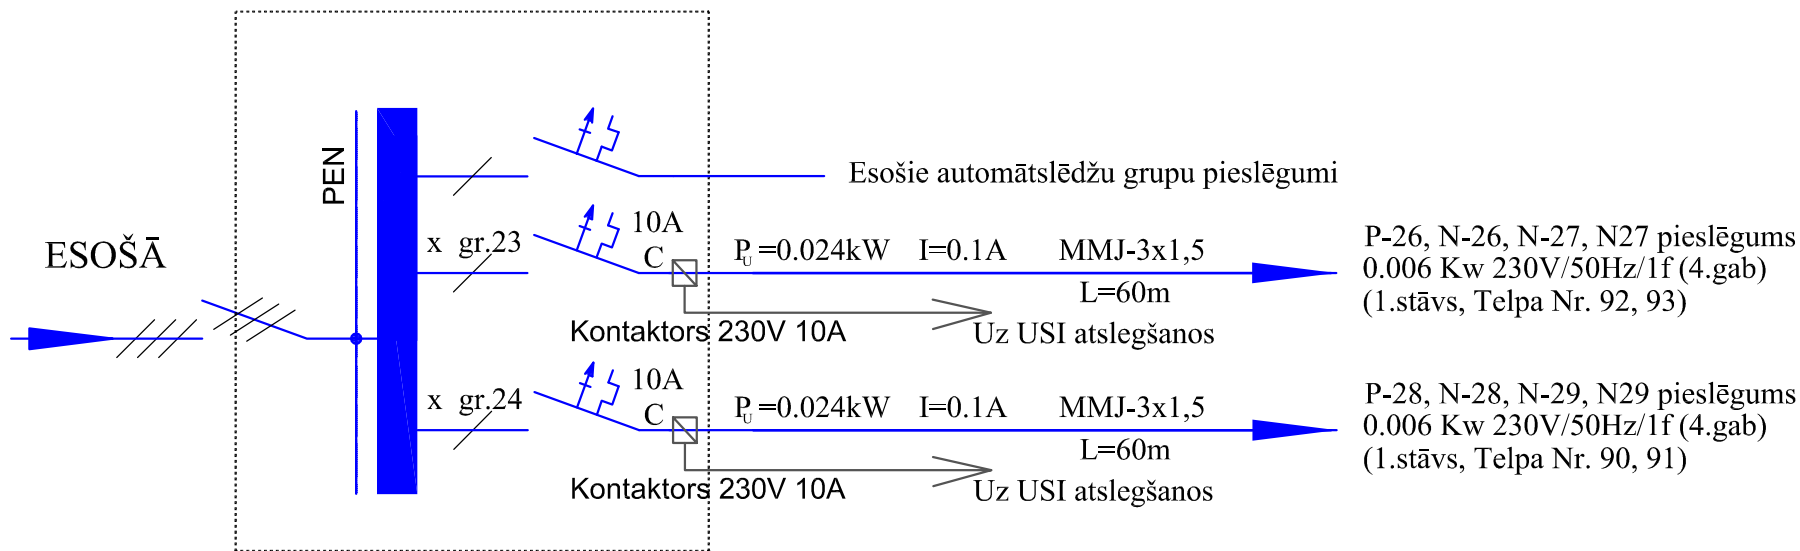 PEN
Esošie automātslēdžu grupu pieslēgumi
ESOŠĀ
x gr.23
10A
C
PU=0.024kW I=0.1A MMJ-3x1,5
L=60m
P-26, N-26, N-27, N27 pieslēgums
0.006 Kw 230V/50Hz/1f (4.gab)
(1.stāvs, Telpa Nr. 92, 93)
Kontaktors 230V 10A
Uz USI atslegšanos
x gr.24
10A
C
PU=0.024kW I=0.1A MMJ-3x1,5
L=60m
P-28, N-28, N-29, N29 pieslēgums
0.006 Kw 230V/50Hz/1f (4.gab)
(1.stāvs, Telpa Nr. 90, 91)
Kontaktors 230V 10A
Uz USI atslegšanos